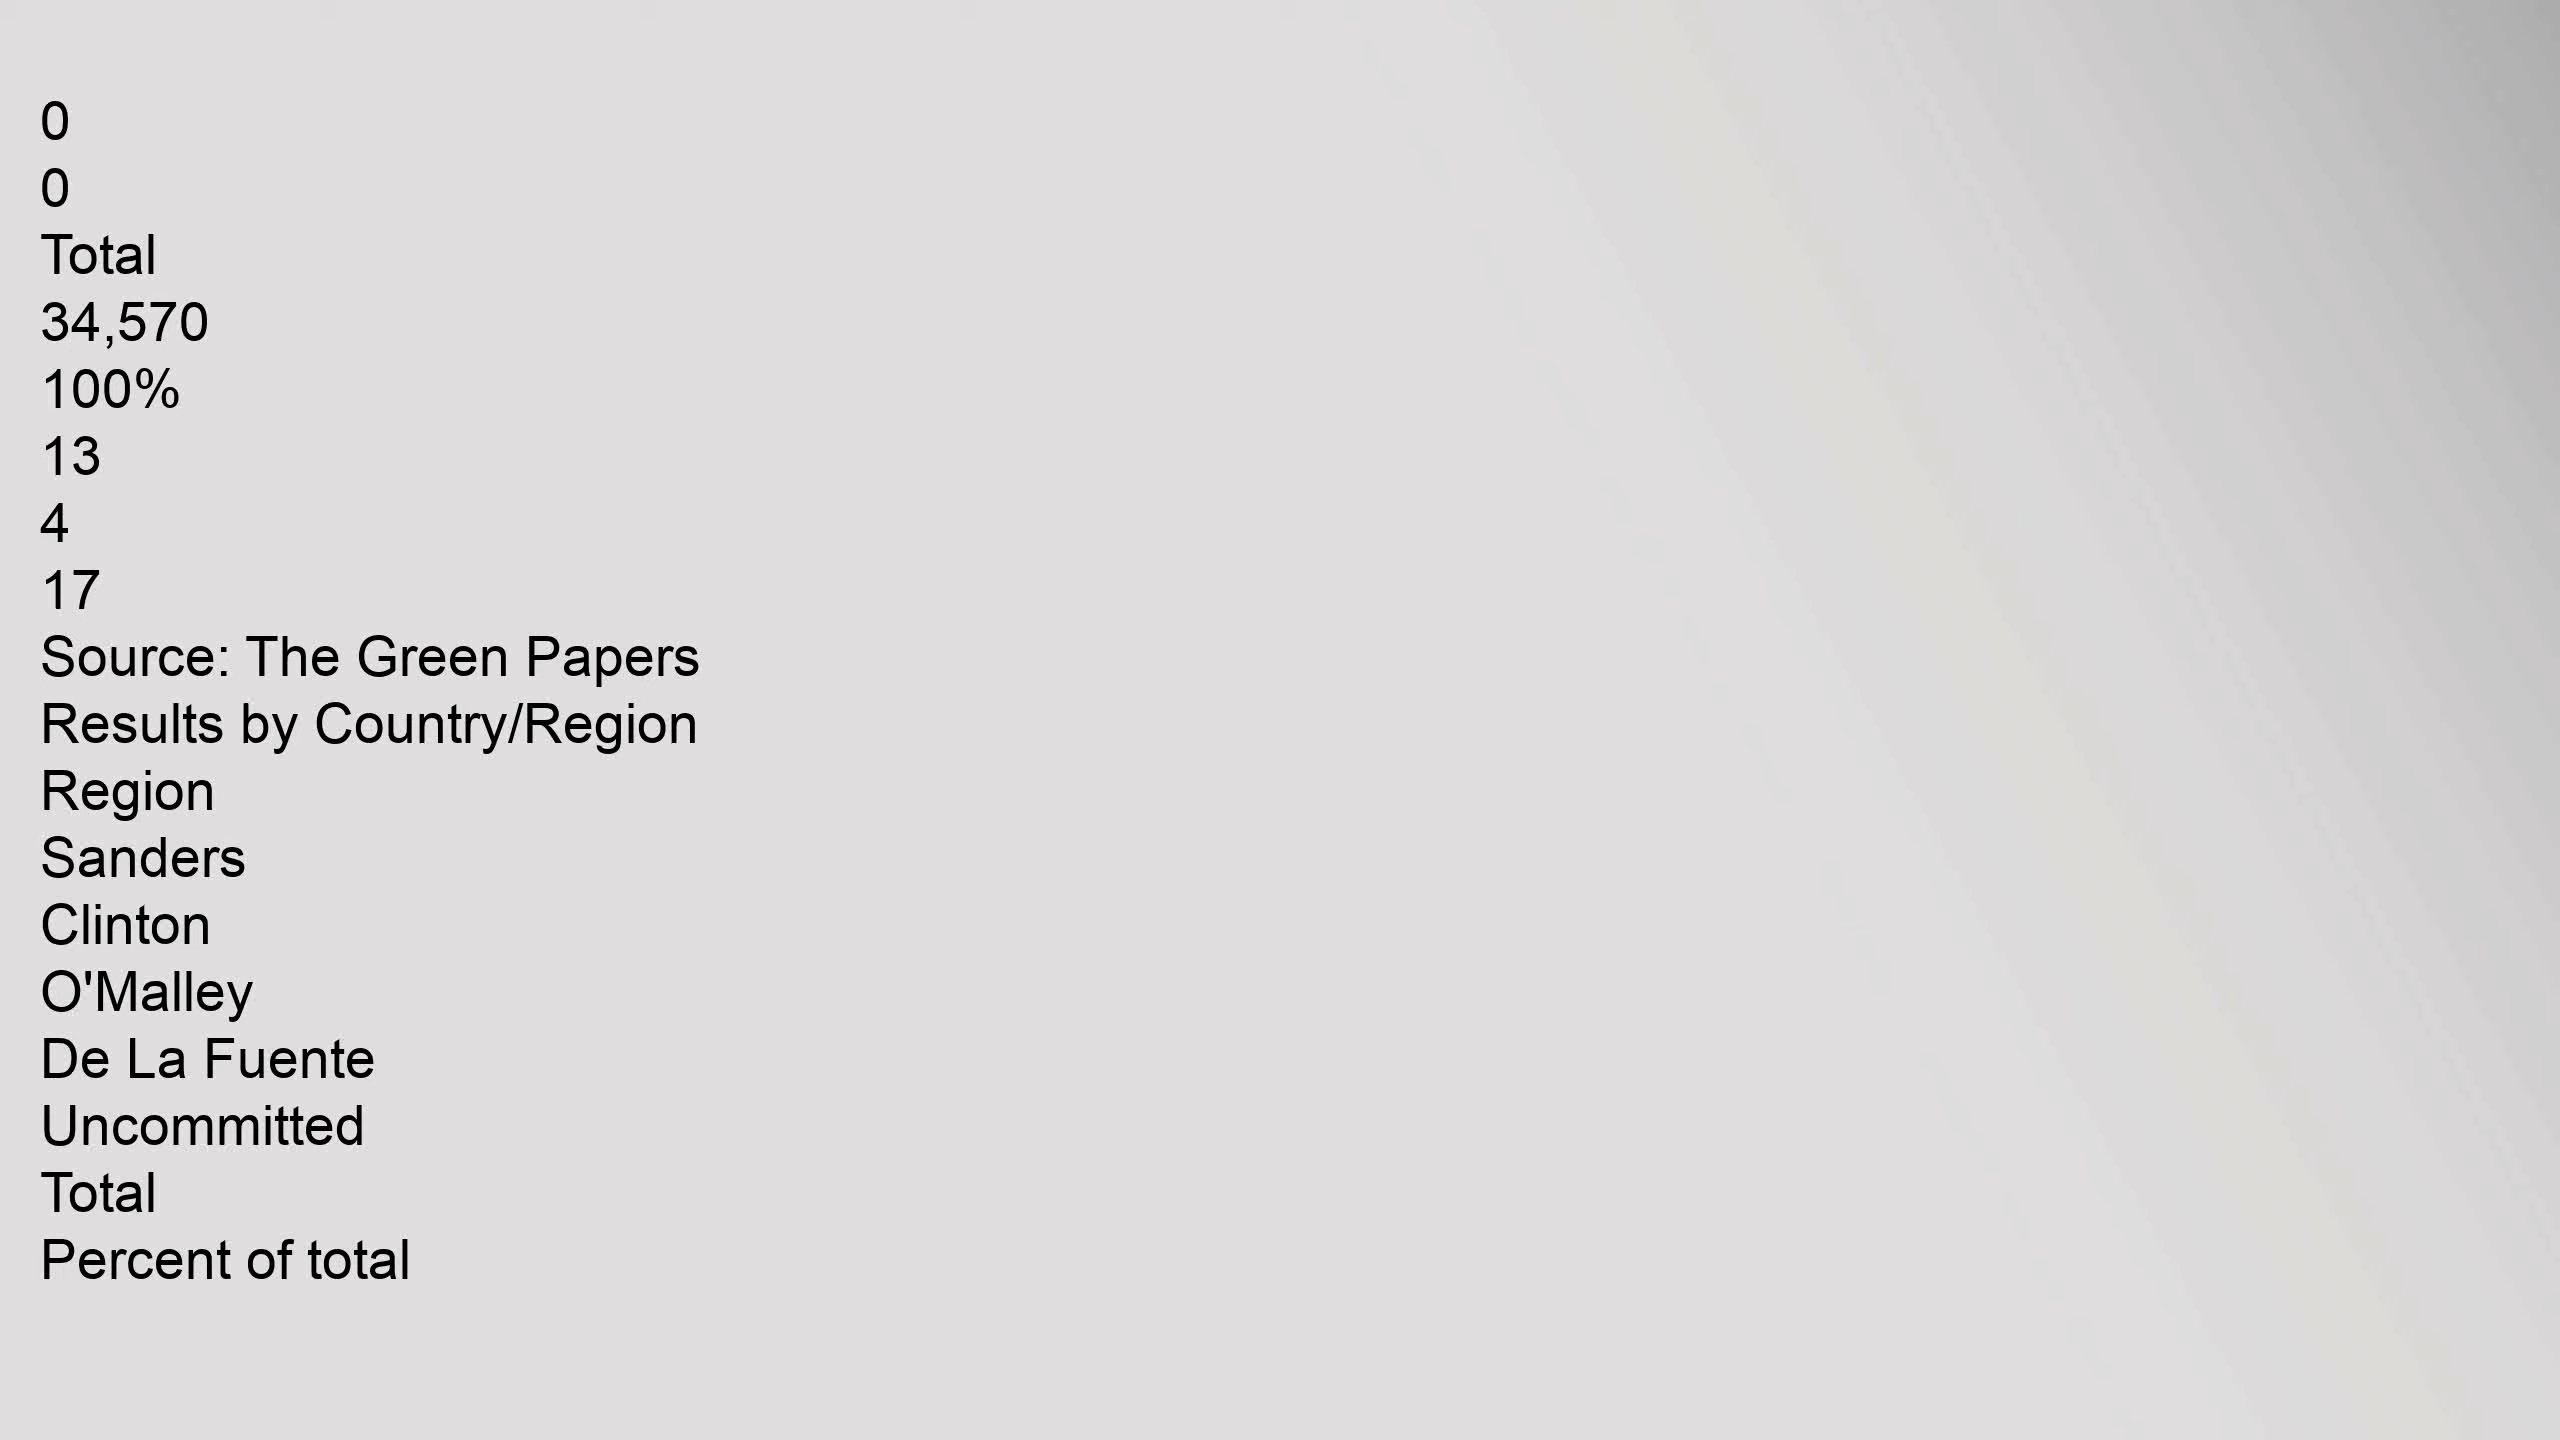 0
0
Total
34,570
100%
13
4
17
Source: The Green Papers
Results by Country/Region
Region
Sanders
Clinton
O'Malley
De La Fuente
Uncommitted
Total
Percent of total